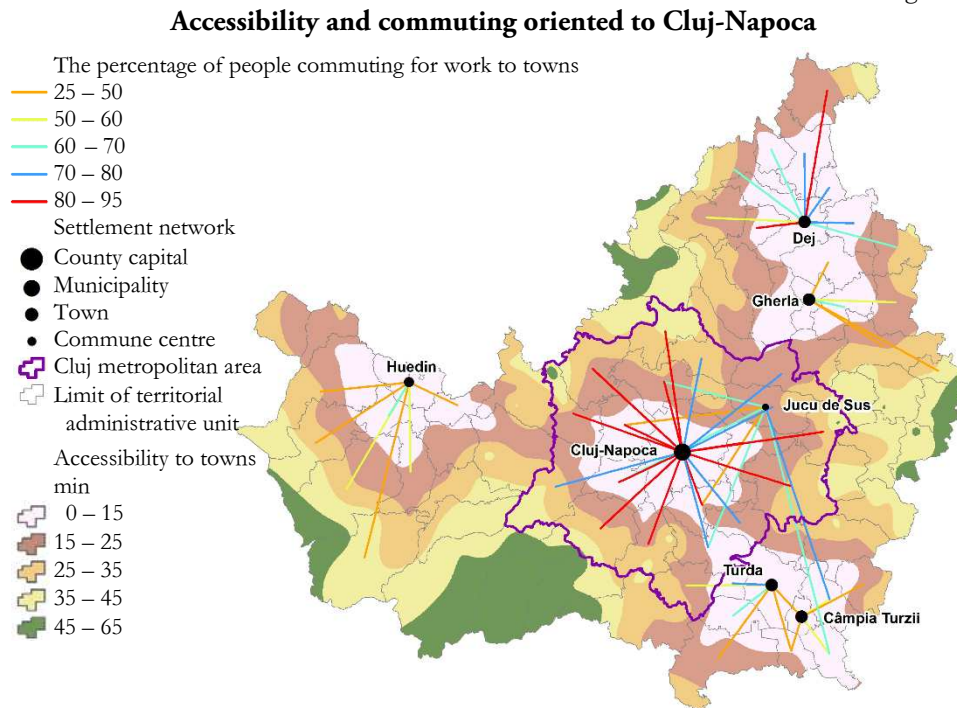 Accessibility and commuting oriented to Cluj-Napoca
The percentage of people commuting for work to towns
25 – 50
50 – 60
60 – 70
70 – 80
80 – 95
Settlement network
County capital
Municipality
Town
Commune centre
Cluj metropolitan area
Limit of territorial
administrative unit
Accessibility to towns
min
0 – 15
15 – 25
25 – 35
35 – 45
45 – 65
Dej
Gherla
Huedin
Jucu de Sus
Cluj-Napoca
Turda
Câmpia Turzii